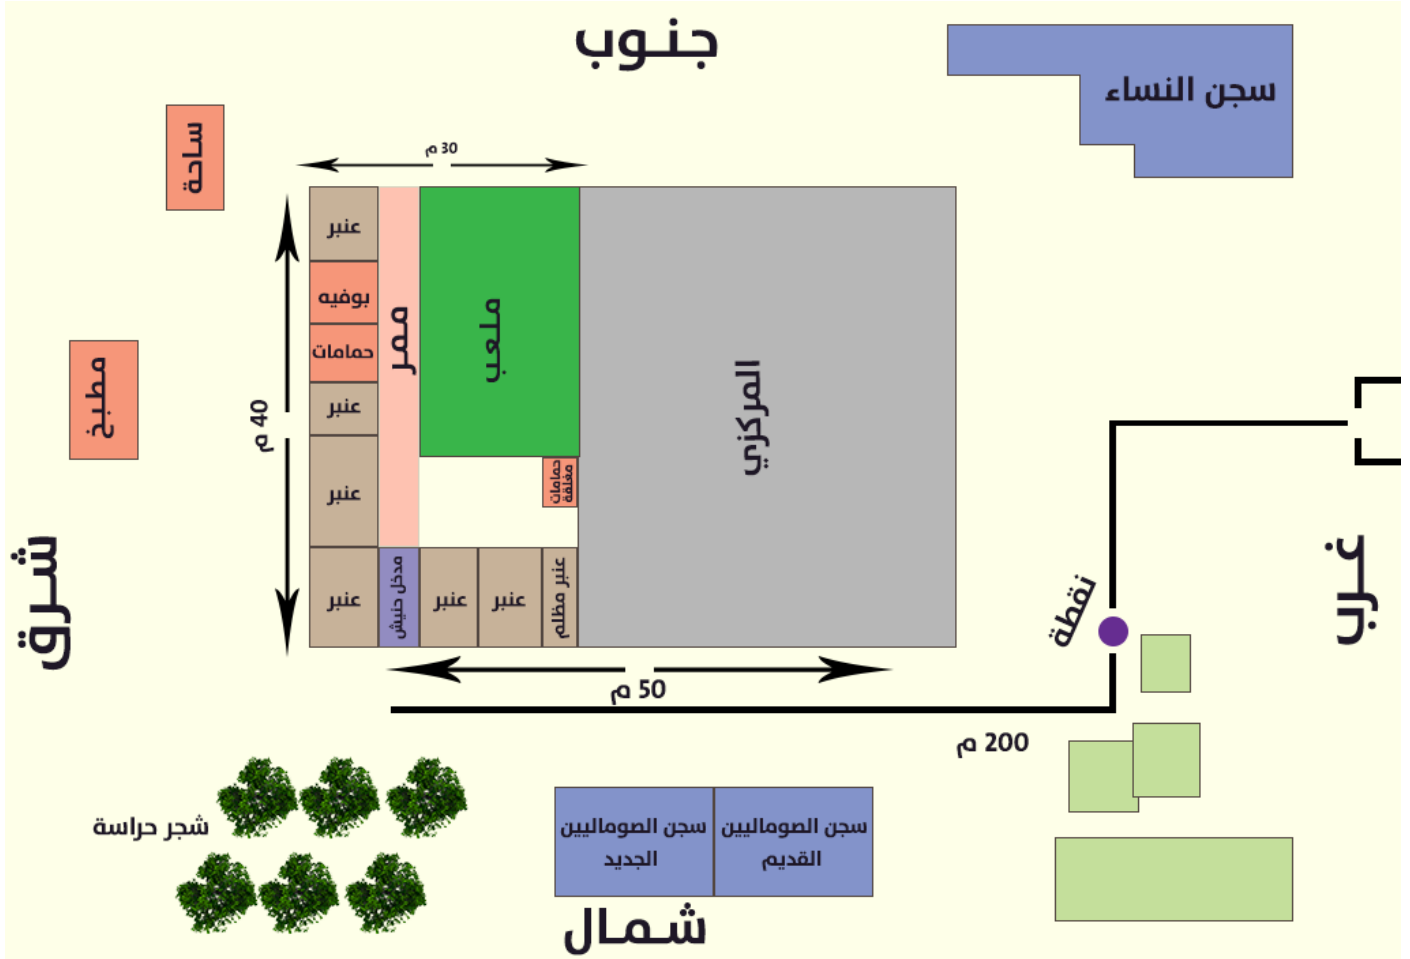 جنوب
سجن النساء
ساحة
30 م
عنبر
بوفيه
حمامات
عنبر
عنبر
عنبر
ممر
ملعب
المركزي
مطبخ
40 م
حمامات
مغلقة
مدخل حنيش
عنبر
عنبر
عنبر مظلم
شرق
غرب
نقطة
50 م
200 م
شجر حراسة
سجن الصوماليين
القديم
سجن الصوماليين
الجديد
شمال